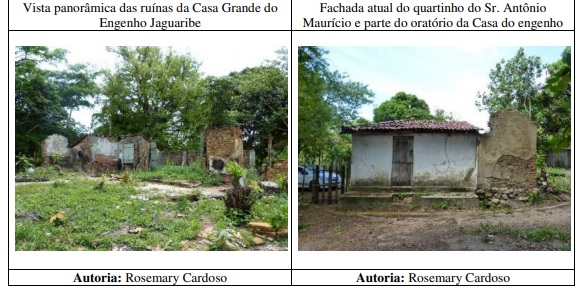 Vista panorâmica das ruínas da Casa Grande do
Engenho Jaguaribe
Fachada atual do quartinho do Sr. Antônio
Maurício e parte do oratório da Casa do engenho
Autoria: Rosemary Cardoso
Autoria: Rosemary Cardoso